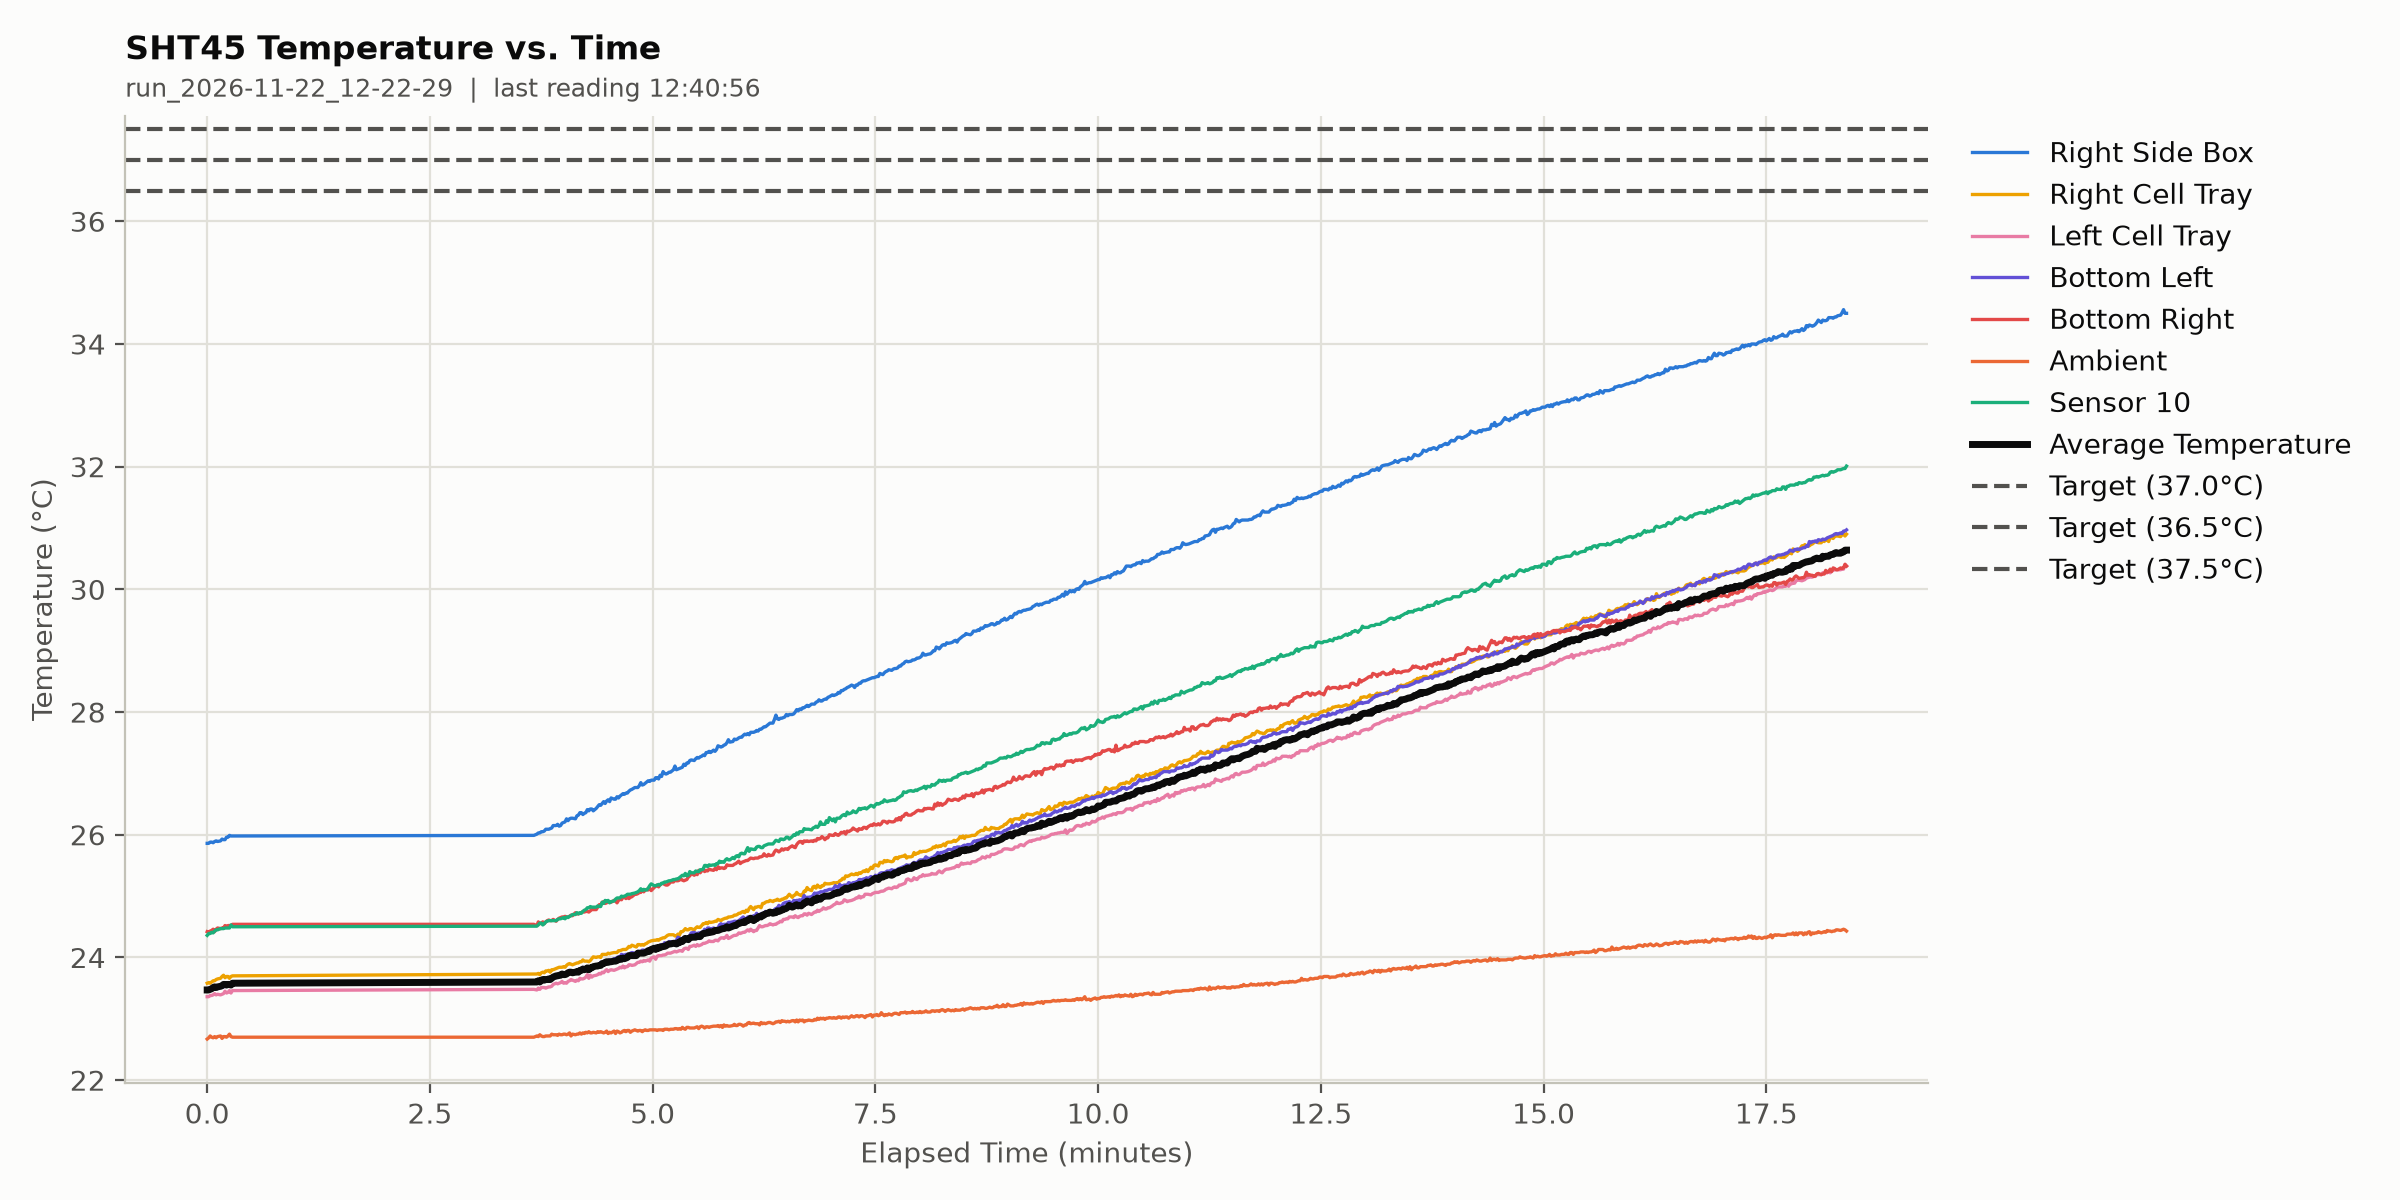 SHT45 Temperature vs. Time
run_2026-11-22_12-22-29 | last reading 12:40:56
Right Side Box
Right Cell Tray
Left Cell Tray
Bottom Left
Bottom Right
Ambient
Sensor 10
Average Temperature
Target (37.0°C)
Target (36.5°C)
Target (37.5°C)
Temperature (°C)
36
34
32
30
28
26
24
22
0.0 2.5 5.0 7.5 10.0 12.5 15.0 17.5
Elapsed Time (minutes)